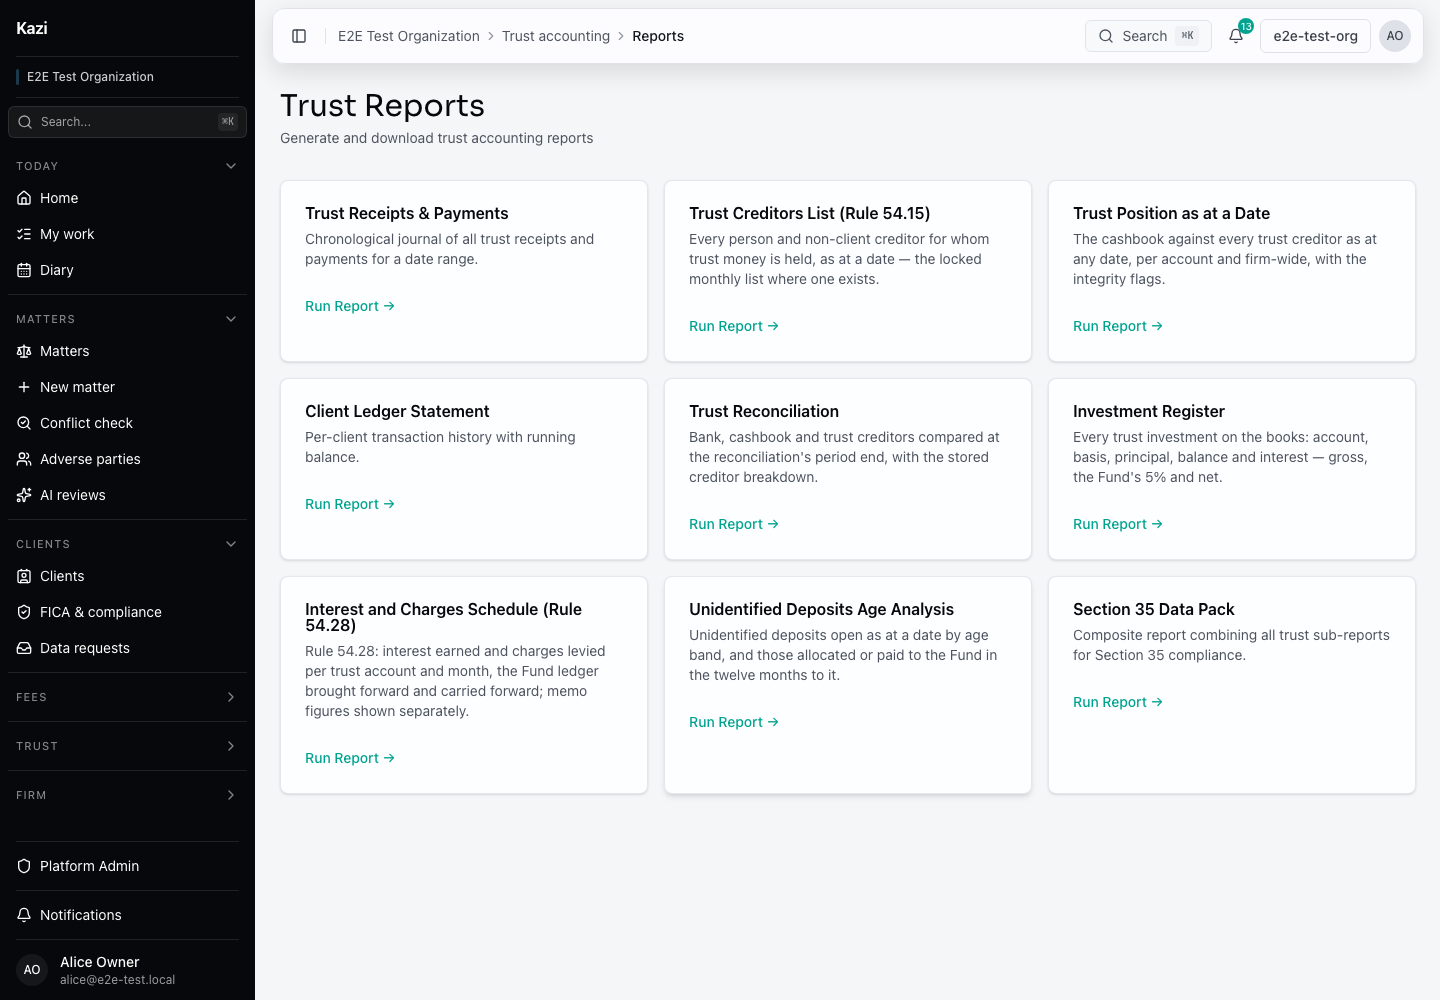 Kazi
E2E Test Organization
Search...
⌘K
TODAY
Home
My work
Diary
MATTERS
Matters
New matter
Conflict check
Adverse parties
AI reviews
CLIENTS
Clients
FICA & compliance
Data requests
FEES
TRUST
FIRM
Platform Admin
Notifications
AO
Alice Owner
alice@e2e-test.local
E2E Test Organization > Trust accounting > Reports
Search ⌘K
13
e2e-test-org
AO
Trust Reports
Generate and download trust accounting reports
Trust Receipts & Payments
Chronological journal of all trust receipts and
payments for a date range.
Run Report →
Trust Creditors List (Rule 54.15)
Every person and non-client creditor for whom
trust money is held, as at a date — the locked
monthly list where one exists.
Run Report →
Trust Position as at a Date
The cashbook against every trust creditor as at
any date, per account and firm-wide, with the
integrity flags.
Run Report →
Client Ledger Statement
Per-client transaction history with running
balance.
Run Report →
Trust Reconciliation
Bank, cashbook and trust creditors compared at
the reconciliation's period end, with the stored
creditor breakdown.
Run Report →
Investment Register
Every trust investment on the books: account,
basis, principal, balance and interest — gross,
the Fund's 5% and net.
Run Report →
Interest and Charges Schedule (Rule
54.28)
Rule 54.28: interest earned and charges levied
per trust account and month, the Fund ledger
brought forward and carried forward; memo
figures shown separately.
Run Report →
Unidentified Deposits Age Analysis
Unidentified deposits open as at a date by age
band, and those allocated or paid to the Fund in
the twelve months to it.
Run Report →
Section 35 Data Pack
Composite report combining all trust sub-reports
for Section 35 compliance.
Run Report →